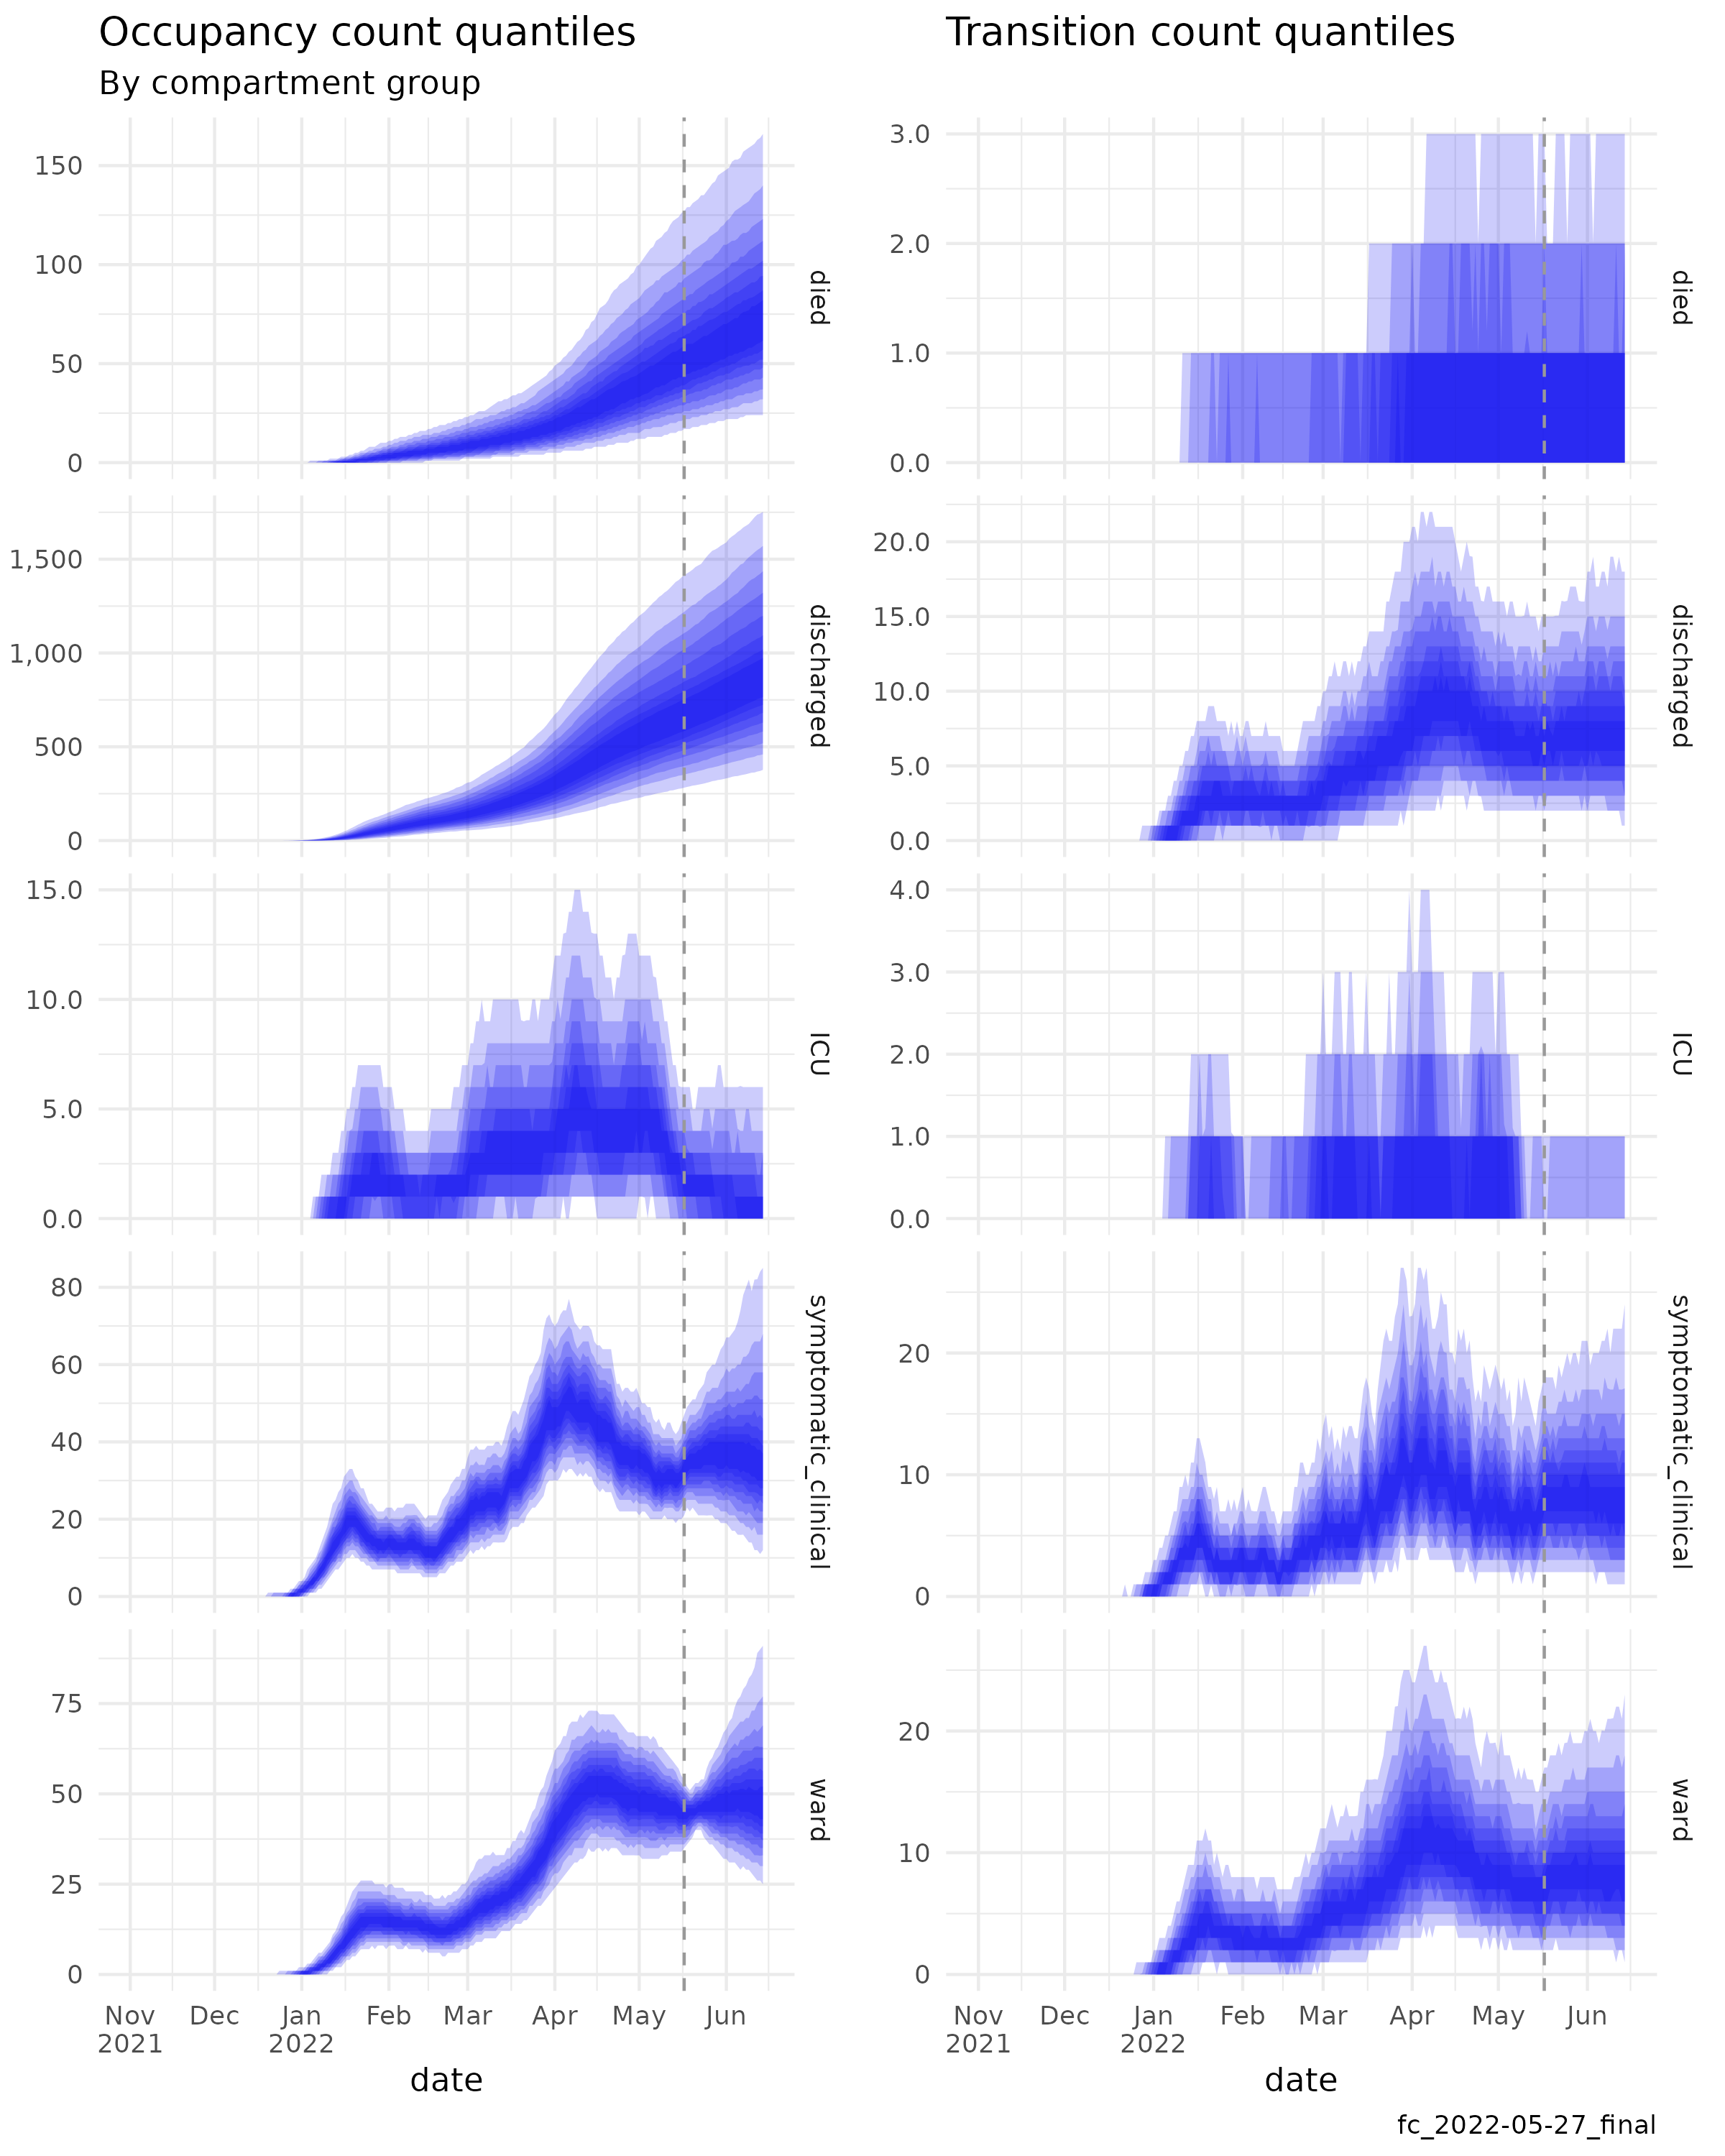 Occupancy count quantiles
By compartment group
150
100
50
0
died
1,500
1,000
500
0
discharged
15.0
10.0
5.0
0.0
ICU
80
60
40
20
0
symptomatic_clinical
75
50
25
0
ward
Nov Dec Jan Feb Mar Apr May Jun
2021 2022
date
Transition count quantiles
3.0
2.0
1.0
0.0
died
20.0
15.0
10.0
5.0
0.0
discharged
4.0
3.0
2.0
1.0
0.0
ICU
20
10
0
symptomatic_clinical
20
10
0
ward
Nov Dec Jan Feb Mar Apr May Jun
2021 2022
date
fc_2022-05-27_final